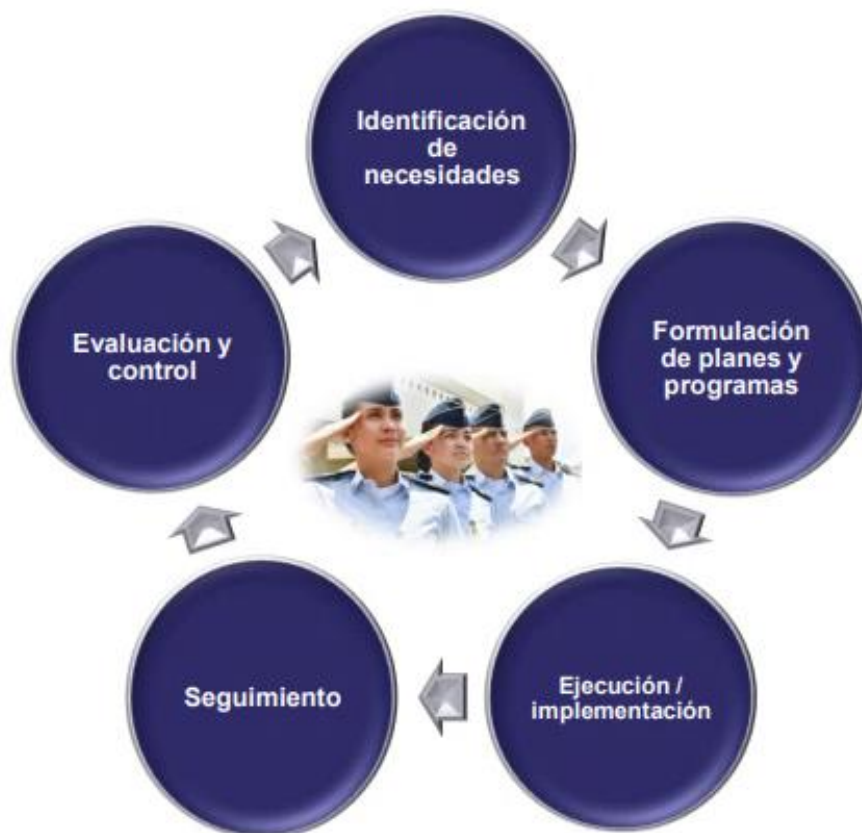 Identificación
de
necesidades
Formulación
de planes y
programas
Ejecución /
implementación
Seguimiento
Evaluación y
control